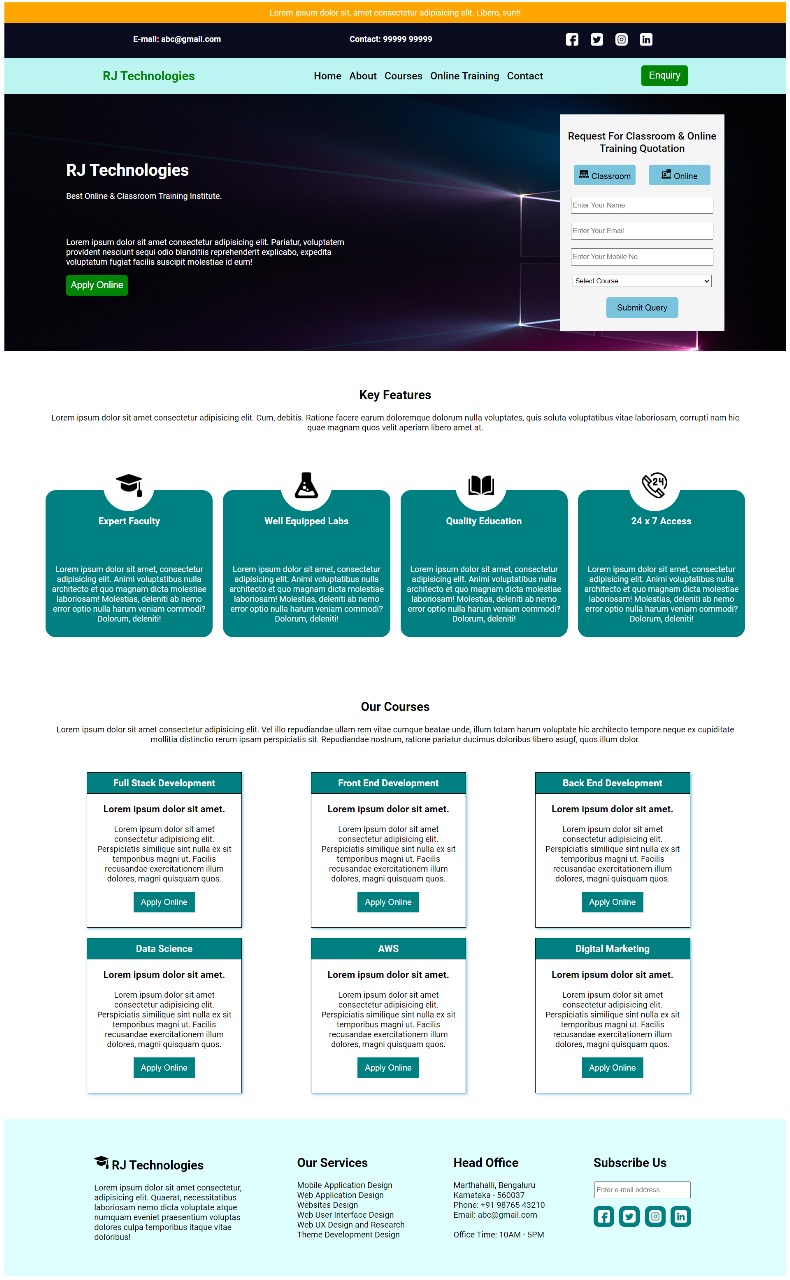 Lorem ipsum dolor sit, amet consectetur adipisicing elit. Libero, sunt!
E-mail: abc@gmail.com
Contact: 99999 99999
RJ Technologies
Home About Courses Online Training Contact
Enquiry
RJ Technologies
Best Online & Classroom Training Institute.
Lorem ipsum dolor sit amet consectetur adipisicing elit. Pariatur, voluptatem
provident nesciunt sequi odio blanditiis reprehenderit explicabo, expedita
voluptatum fugiat facilis suscipit molestiae id eum!
Apply Online
Request For Classroom & Online
Training Quotation
Classroom
Online
Enter Your Name
Enter Your Email
Enter Your Mobile No.
Select Course
Submit Query
Key Features
Lorem ipsum dolor sit amet consectetur adipisicing elit. Cum, debitis. Ratione facere earum doloremque dolorum nulla voluptates, quis soluta voluptatibus vitae laboriosam, corrupti nam hic
quae magnam quos velit aperiam libero amet at.
Expert Faculty
Lorem ipsum dolor sit amet, consectetur
adipisicing elit. Animi voluptatibus nulla
architecto et quo magnam dicta molestiae
laboriosam! Molestias, deleniti ab nemo
error optio nulla harum veniam commodi?
Dolorum, deleniti!
Well Equipped Labs
Lorem ipsum dolor sit amet, consectetur
adipisicing elit. Animi voluptatibus nulla
architecto et quo magnam dicta molestiae
laboriosam! Molestias, deleniti ab nemo
error optio nulla harum veniam commodi?
Dolorum, deleniti!
Quality Education
Lorem ipsum dolor sit amet, consectetur
adipisicing elit. Animi voluptatibus nulla
architecto et quo magnam dicta molestiae
laboriosam! Molestias, deleniti ab nemo
error optio nulla harum veniam commodi?
Dolorum, deleniti!
24
24 x 7 Access
Lorem ipsum dolor sit amet, consectetur
adipisicing elit. Animi voluptatibus nulla
architecto et quo magnam dicta molestiae
laboriosam! Molestias, deleniti ab nemo
error optio nulla harum veniam commodi?
Dolorum, deleniti!
Our Courses
Lorem ipsum dolor sit amet consectetur adipisicing elit. Vel illo repudiandae ullam rem vitae cumque beatae unde, illum totam harum voluptate hic architecto tempore neque ex cupiditate
mollitia distinctio rerum ipsam perspiciatis sit. Repudiandae nostrum, ratione pariatur ducimus doloribus libero asugf, quos illum dolor.
Full Stack Development
Lorem ipsum dolor sit amet.
Lorem ipsum dolor sit amet
consectetur adipisicing elit.
Perspiciatis similique sint nulla ex sit
temporibus magni ut. Facilis
recusandae exercitationem illum
dolores, magni quisquam quos.
Apply Online
Front End Development
Lorem ipsum dolor sit amet.
Lorem ipsum dolor sit amet
consectetur adipisicing elit.
Perspiciatis similique sint nulla ex sit
temporibus magni ut. Facilis
recusandae exercitationem illum
dolores, magni quisquam quos.
Apply Online
Back End Development
Lorem ipsum dolor sit amet.
Lorem ipsum dolor sit amet
consectetur adipisicing elit.
Perspiciatis similique sint nulla ex sit
temporibus magni ut. Facilis
recusandae exercitationem illum
dolores, magni quisquam quos.
Apply Online
Data Science
Lorem ipsum dolor sit amet.
Lorem ipsum dolor sit amet
consectetur adipisicing elit.
Perspiciatis similique sint nulla ex sit
temporibus magni ut. Facilis
recusandae exercitationem illum
dolores, magni quisquam quos.
Apply Online
AWS
Lorem ipsum dolor sit amet.
Lorem ipsum dolor sit amet
consectetur adipisicing elit.
Perspiciatis similique sint nulla ex sit
temporibus magni ut. Facilis
recusandae exercitationem illum
dolores, magni quisquam quos.
Apply Online
Digital Marketing
Lorem ipsum dolor sit amet.
Lorem ipsum dolor sit amet
consectetur adipisicing elit.
Perspiciatis similique sint nulla ex sit
temporibus magni ut. Facilis
recusandae exercitationem illum
dolores, magni quisquam quos.
Apply Online
RJ Technologies
Lorem ipsum dolor sit amet consectetur,
adipisicing elit. Quaerat, necessitatibus
laboriosam nemo dicta voluptate atque
numquam eveniet praesentium voluptas
dolores culpa temporibus itaque vitae
doloribus!
Our Services
Mobile Application Design
Web Application Design
Websites Design
Web User Interface Design
Web UX Design and Research
Theme Development Design
Head Office
Marthahalli, Bengaluru
Karnataka - 560037
Phone: +91 98765 43210
Email: abc@gmail.com
Office Time: 10AM - 5PM
Subscribe Us
Enter e-mail address